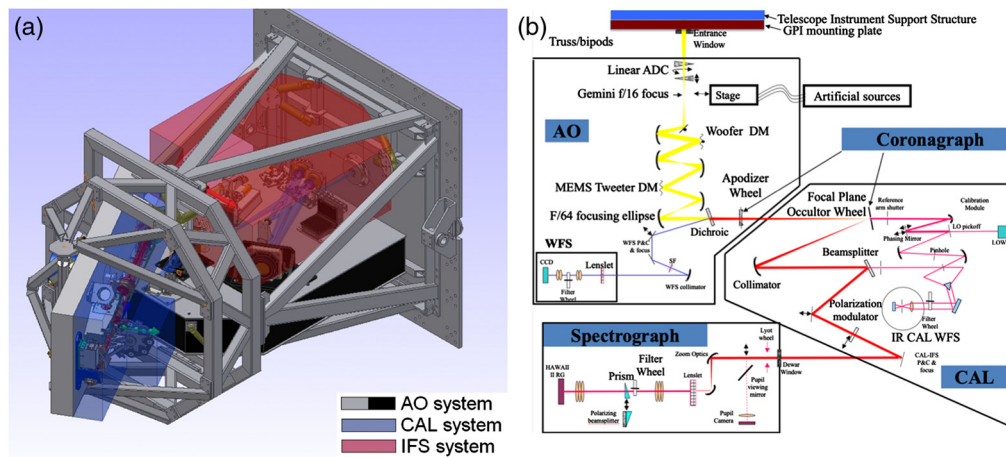 (a)
AO system
CAL system
IFS system
(b)
Telescope Instrument Support Structure
GPI mounting plate
Truss/bipods
Entrance
Window
Linear ADC
Gemini f/16 focus
Stage
Artificial sources
AO
Woofer DM
Coronagraph
MEMS Tweeter DM
Apodizer
Wheel
F/64 focusing ellipse
Dichroic
Focal Plane
Occultor Wheel
Reference
arm shutter
Calibration
Module
LO pickoff
Phasing Mirror
LOW
WFS
WFS P&C
& focus
CCD
Lenslet
SF
Filter
Wheel
WFS collimator
Beamsplitter
Pinhole
Collimator
Polarization
modulator
Filter
Wheel
IR CAL WFS
Spectrograph
Lyot
wheel
Zoom Optics
CAL-IFS
P&C &
focus
CAL
HAWAII
II RG
Prism
Filter
Wheel
Lenslet
Dewar
Window
Polarizing
beamsplitter
Pupil
viewing
mirror
Pupil
Camera